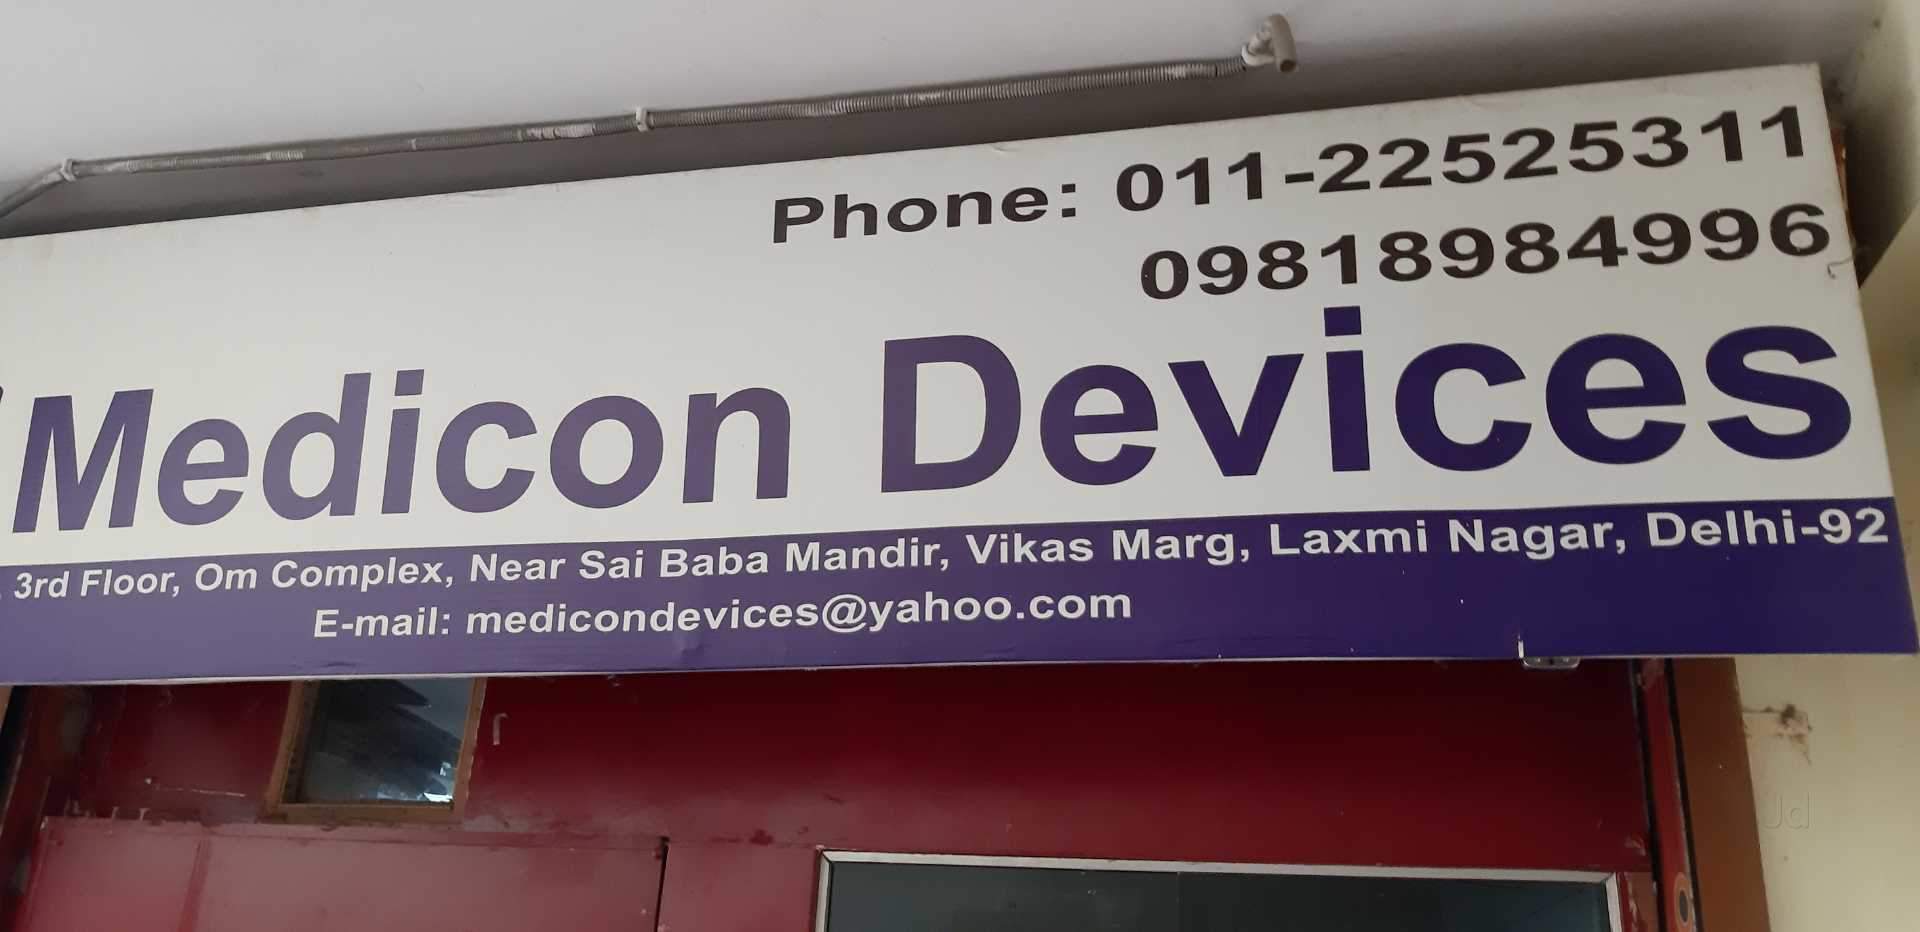 Phone: 011-22525311
09818984996
Medicon Devices
3rd Floor, Om Complex, Near Sai Baba Mandir, Vikas Marg, Laxmi Nagar, Delhi-92
E-mail: medicondevices@yahoo.com
Jd